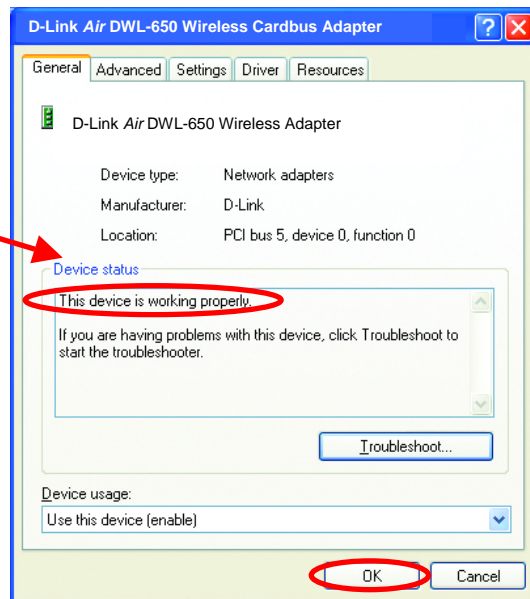 D-Link Air DWL-650 Wireless Cardbus Adapter
General Advanced Settings Driver Resources
D-Link Air DWL-650 Wireless Adapter
Device type: Network adapters
Manufacturer: D-Link
Location: PCI bus 5, device 0, function 0
Device status
This device is working properly.
If you are having problems with this device, click Troubleshoot to
start the troubleshooter.
Troubleshoot...
Device usage:
Use this device (enable)
OK Cancel